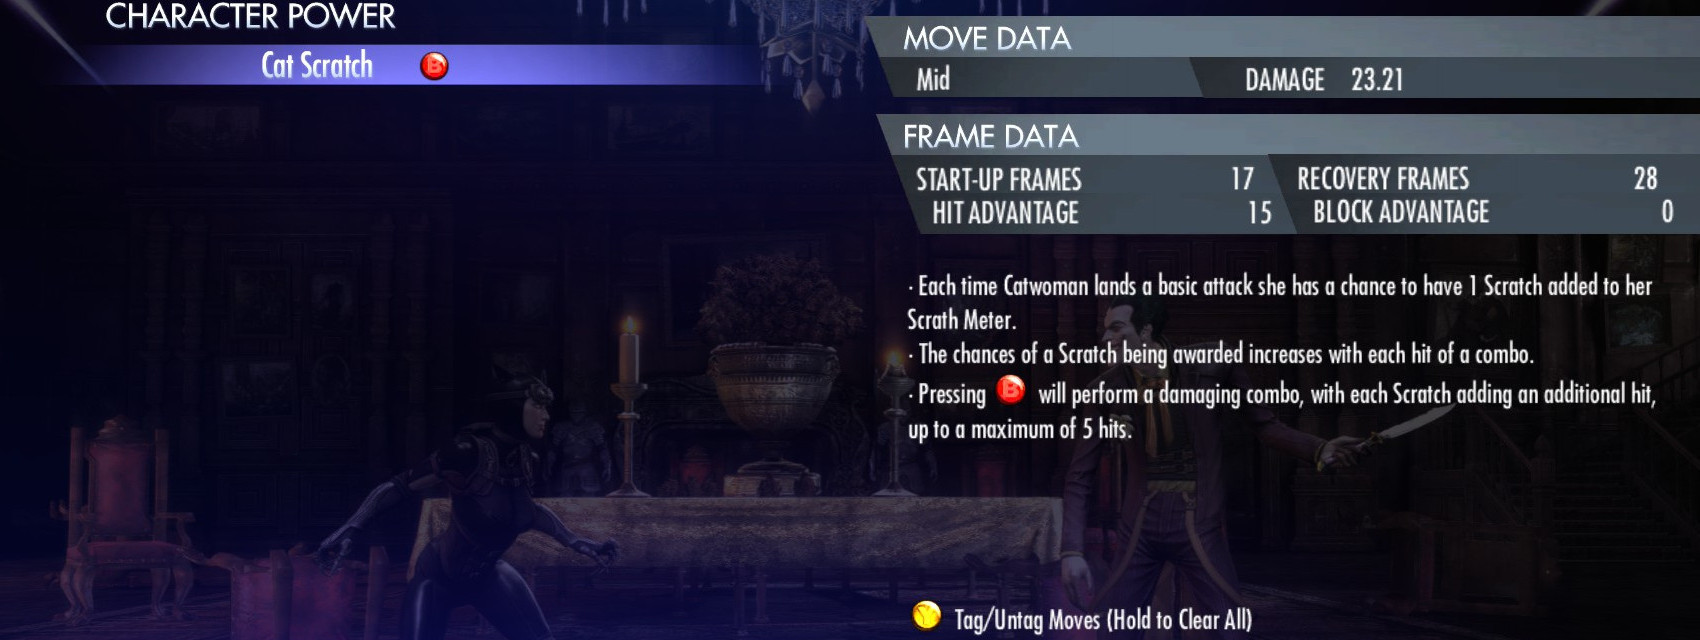 CHARACTER POWER
Cat Scratch B
MOVE DATA
Mid DAMAGE 23.21
FRAME DATA
START-UP FRAMES 17 RECOVERY FRAMES 28
HIT ADVANTAGE 15 BLOCK ADVANTAGE 0
· Each time Catwoman lands a basic attack she has a chance to have 1 Scratch added to her
Scrath Meter.
· The chances of a Scratch being awarded increases with each hit of a combo.
· Pressing B will perform a damaging combo, with each Scratch adding an additional hit,
up to a maximum of 5 hits.
Y Tag/Untag Moves (Hold to Clear All)